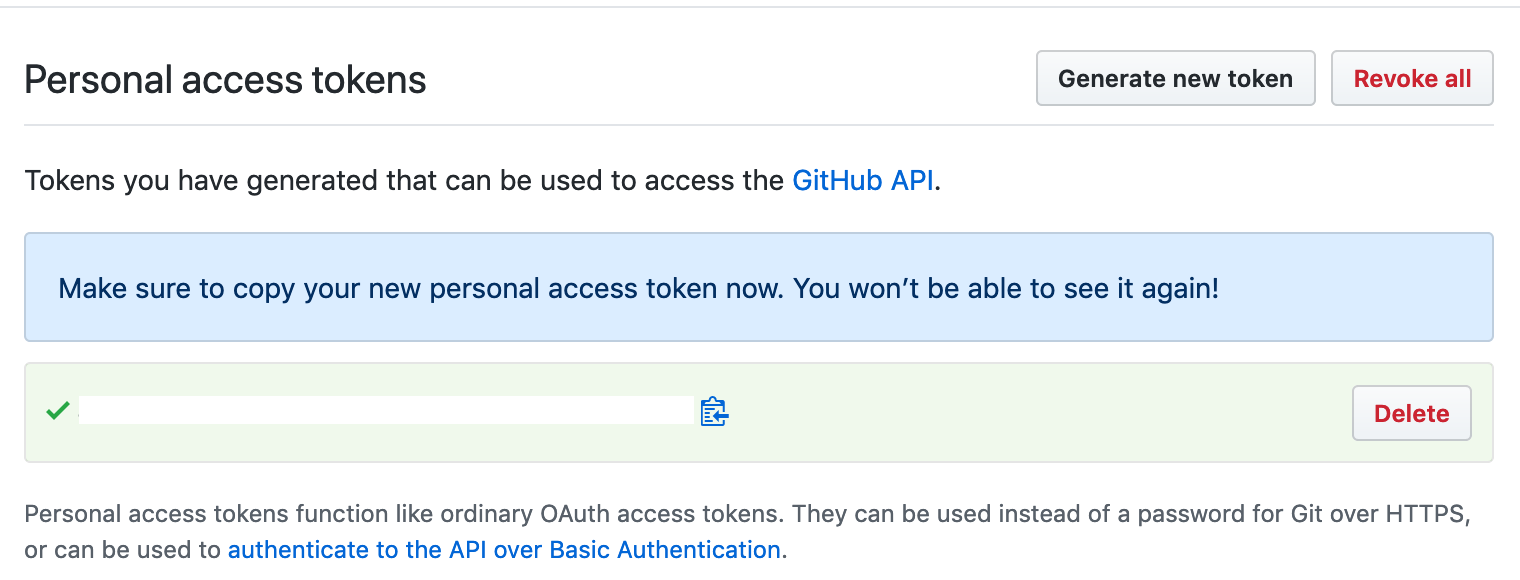 Personal access tokens
Generate new token
Revoke all
Tokens you have generated that can be used to access the GitHub API.
Make sure to copy your new personal access token now. You won’t be able to see it again!
Delete
Personal access tokens function like ordinary OAuth access tokens. They can be used instead of a password for Git over HTTPS,
or can be used to authenticate to the API over Basic Authentication.